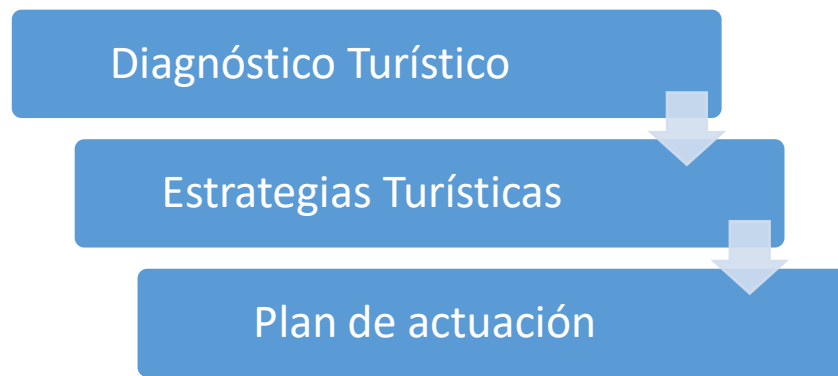 Diagnóstico Turístico
Estrategias Turísticas
Plan de actuación